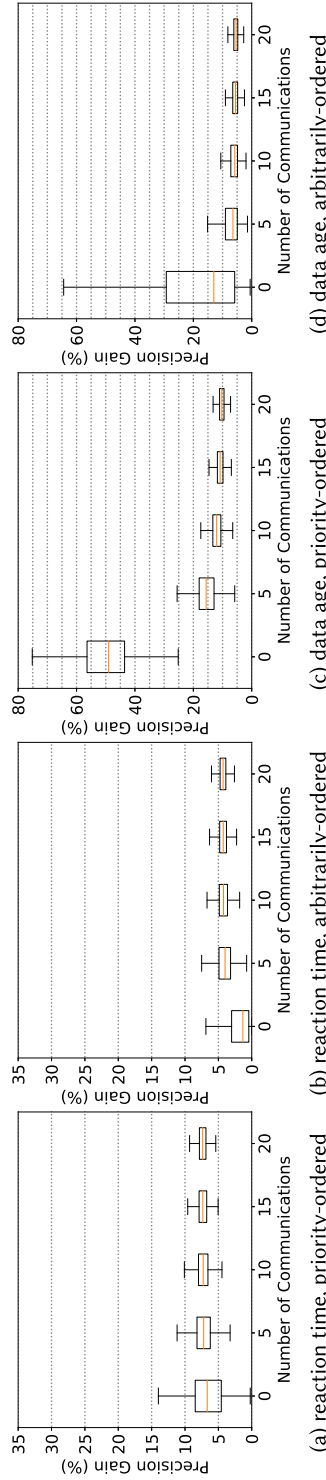 Precision Gain (%)
35
30
25
20
15
10
5
0
0 5 10 15 20
Number of Communications
(a) reaction time, priority-ordered
Precision Gain (%)
35
30
25
20
15
10
5
0
0 5 10 15 20
Number of Communications
(b) reaction time, arbitrarily-ordered
Precision Gain (%)
80
60
40
20
0
0 5 10 15 20
Number of Communications
(c) data age, priority-ordered
Precision Gain (%)
80
60
40
20
0
0 5 10 15 20
Number of Communications
(d) data age, arbitrarily-ordered